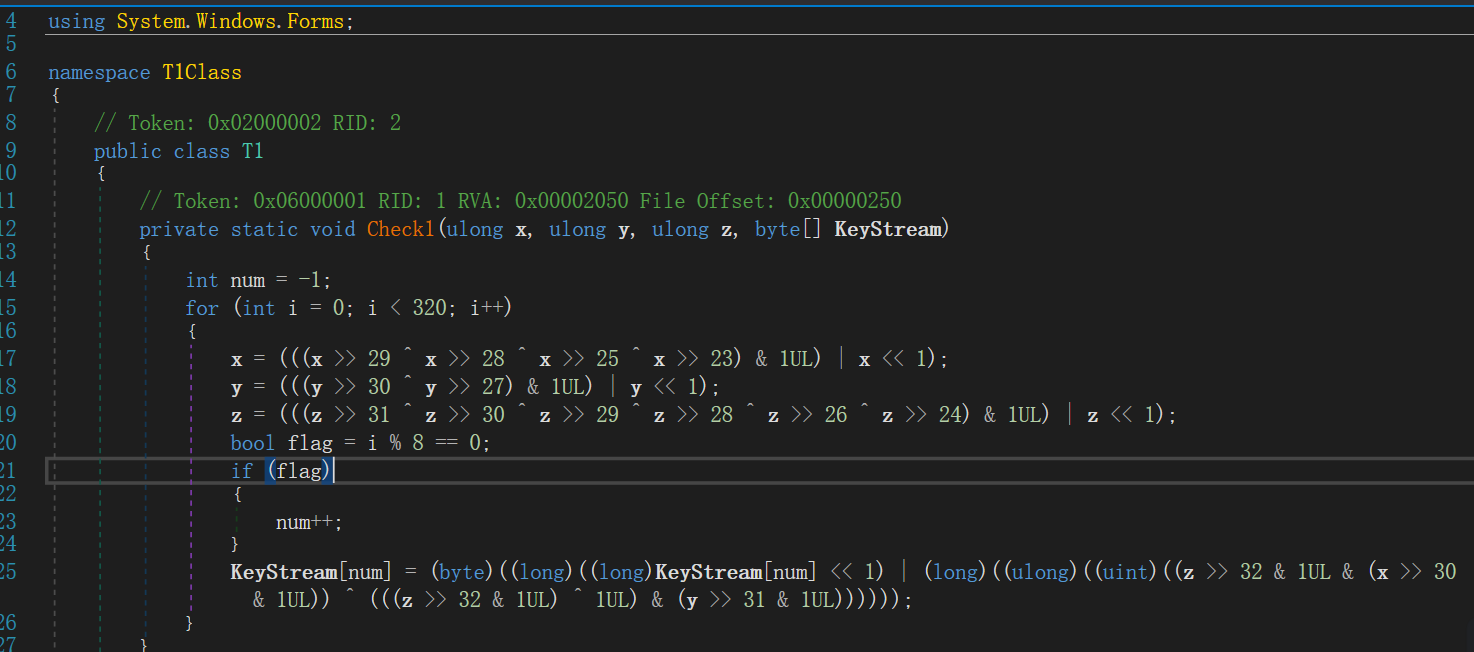 4 using System.Windows.Forms;
5
6 namespace T1Class
7 {
8 // Token: 0x02000002 RID: 2
9 public class T1
10 {
11 // Token: 0x06000001 RID: 1 RVA: 0x00002050 File Offset: 0x00000250
12 private static void Check1(ulong x, ulong y, ulong z, byte[] KeyStream)
13 {
14 int num = -1;
15 for (int i = 0; i < 320; i++)
16 {
17 x = (((x >> 29 ^ x >> 28 ^ x >> 25 ^ x >> 23) & 1UL) | x << 1);
18 y = (((y >> 30 ^ y >> 27) & 1UL) | y << 1);
19 z = (((z >> 31 ^ z >> 30 ^ z >> 29 ^ z >> 28 ^ z >> 26 ^ z >> 24) & 1UL) | z << 1);
20 bool flag = i % 8 == 0;
21 if (flag)
22 {
23 num++;
24 }
25 KeyStream[num] = (byte)((long)((long)KeyStream[num] << 1) | (long)((ulong)((uint)((z >> 32 & 1UL & (x >> 30
& 1UL)) ^ (((z >> 32 & 1UL) ^ 1UL) & (y >> 31 & 1UL))))));
26 }
27 }